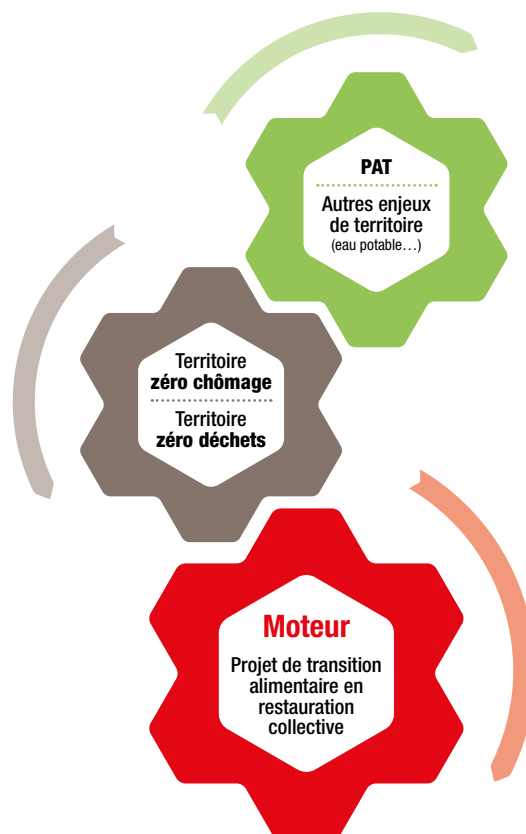 PAT
Autres enjeux
de territoire
(eau potable…)
Territoire
zéro chômage
Territoire
zéro déchets
Moteur
Projet de transition
alimentaire en
restauration
collective